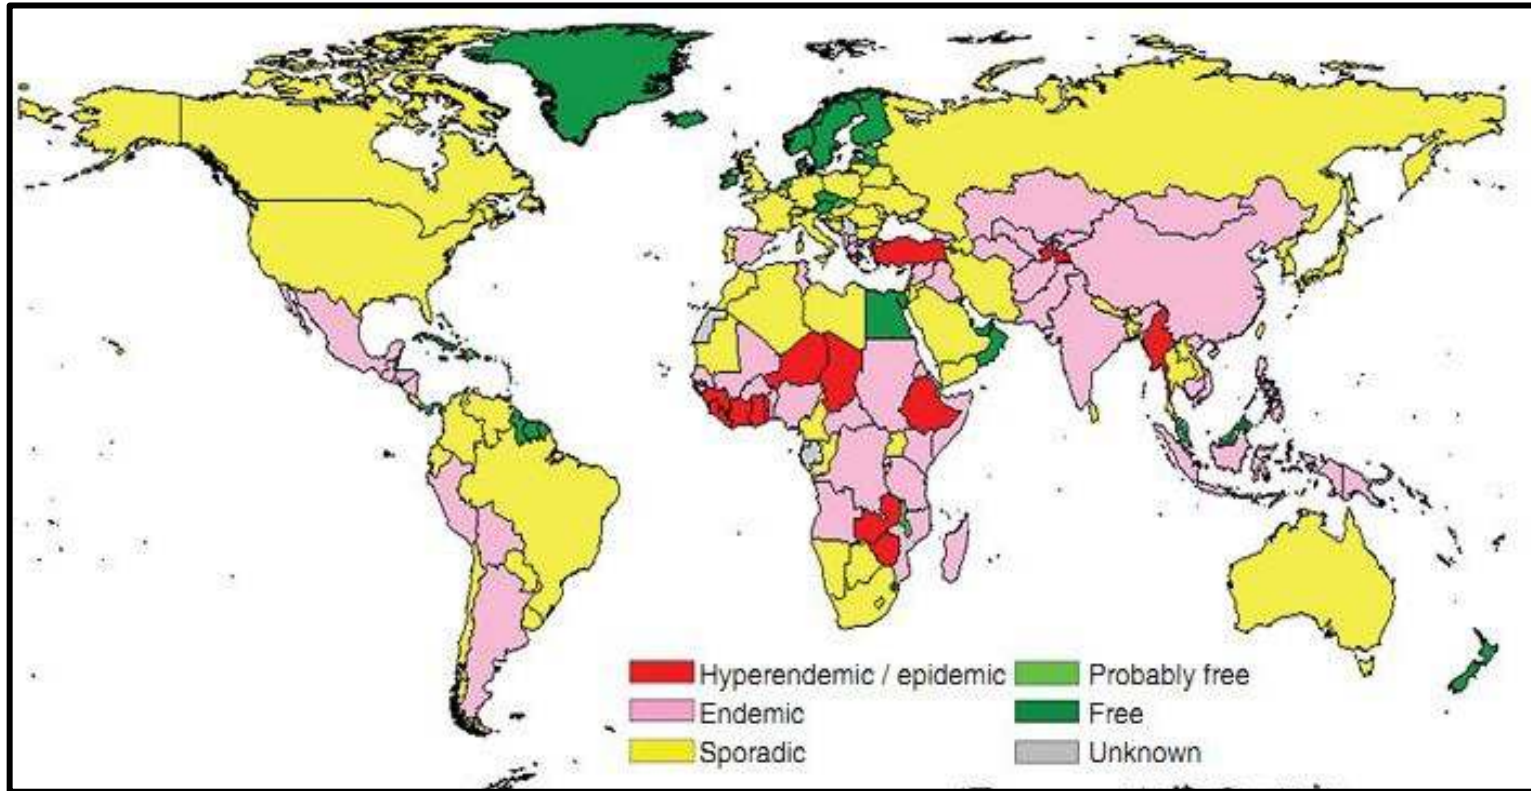 Hyperendemic / epidemic
Endemic
Sporadic
Probably free
Free
Unknown